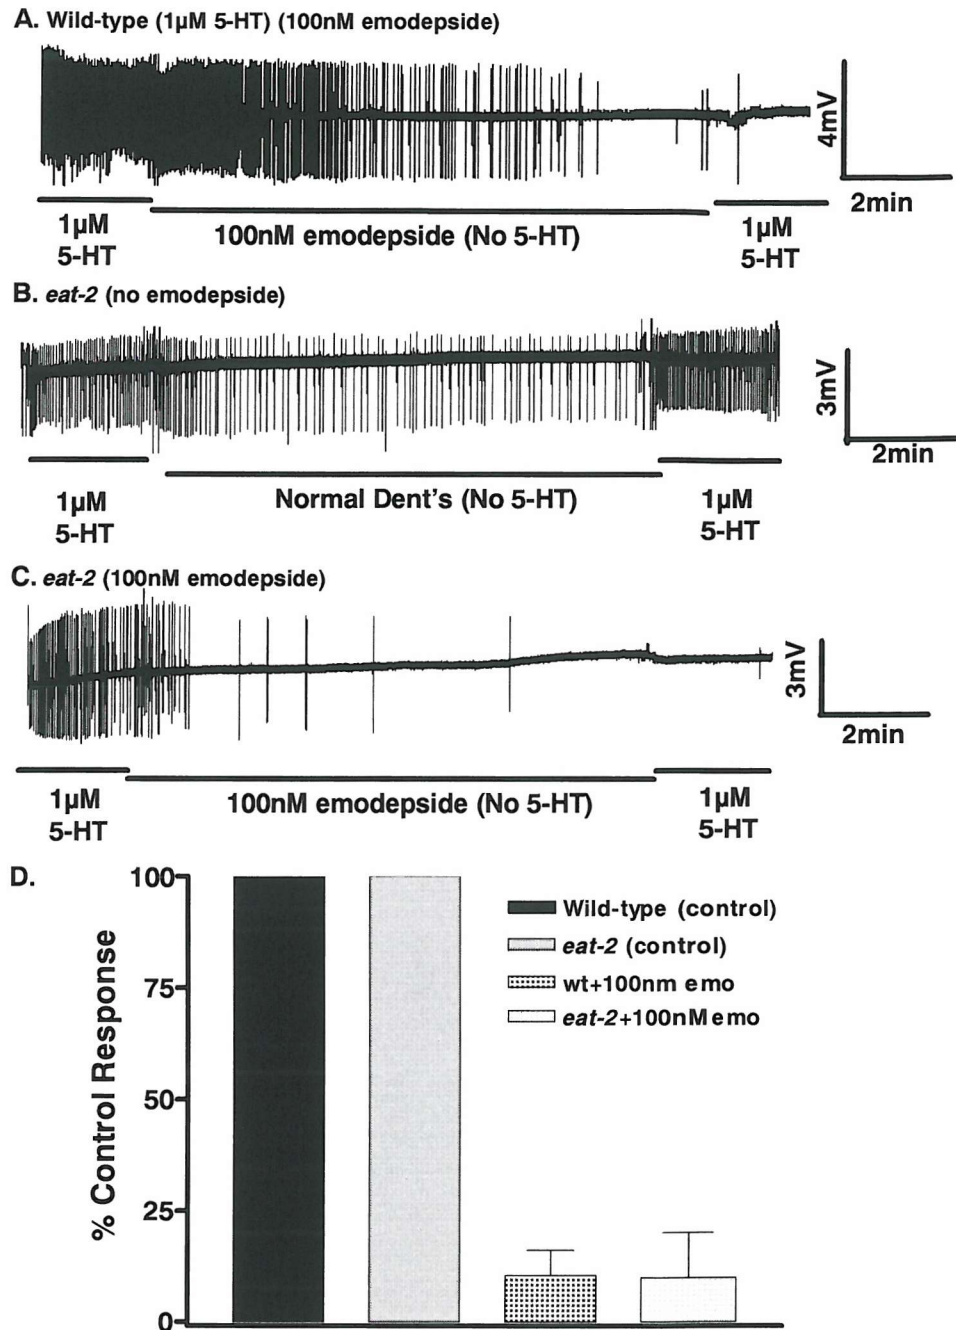 A. Wild-type (1µM 5-HT) (100nM emodepside)
4mV
2min
1µM
5-HT
100nM emodepside (No 5-HT)
1µM
5-HT
B. eat-2 (no emodepside)
3mV
2min
1µM
5-HT
Normal Dent's (No 5-HT)
1µM
5-HT
C. eat-2 (100nM emodepside)
3mV
2min
1µM
5-HT
100nM emodepside (No 5-HT)
1µM
5-HT
D.
% Control Response
100
75
50
25
0
Wild-type (control)
eat-2 (control)
wt+100nm emo
eat-2+100nM emo